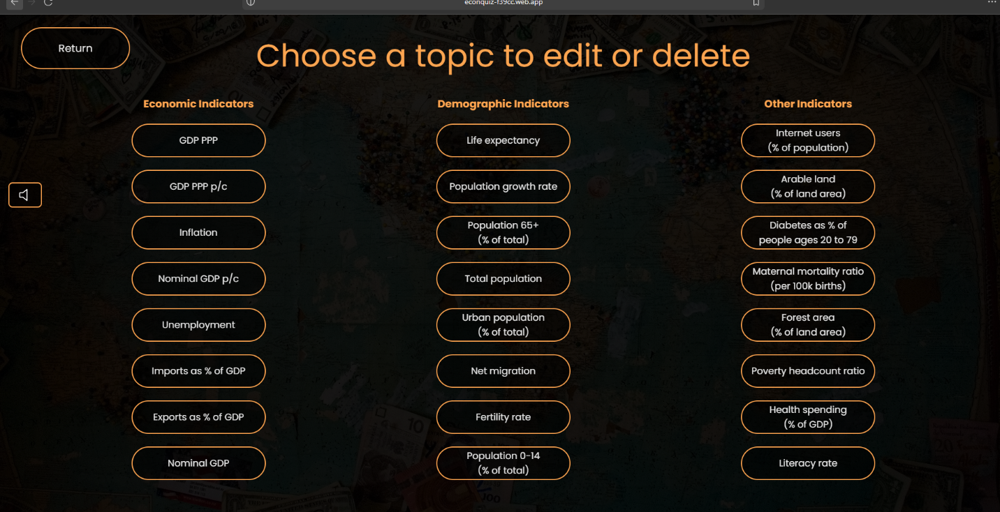 econquiz-f39cc.web.app
Return
Choose a topic to edit or delete
Economic Indicators
GDP PPP
GDP PPP p/c
Inflation
Nominal GDP p/c
Unemployment
Imports as % of GDP
Exports as % of GDP
Nominal GDP
Demographic Indicators
Life expectancy
Population growth rate
Population 65+
(% of total)
Total population
Urban population
(% of total)
Net migration
Fertility rate
Population 0-14
(% of total)
Other Indicators
Internet users
(% of population)
Arable land
(% of land area)
Diabetes as % of
people ages 20 to 79
Maternal mortality ratio
(per 100k births)
Forest area
(% of land area)
Poverty headcount ratio
Health spending
(% of GDP)
Literacy rate
10